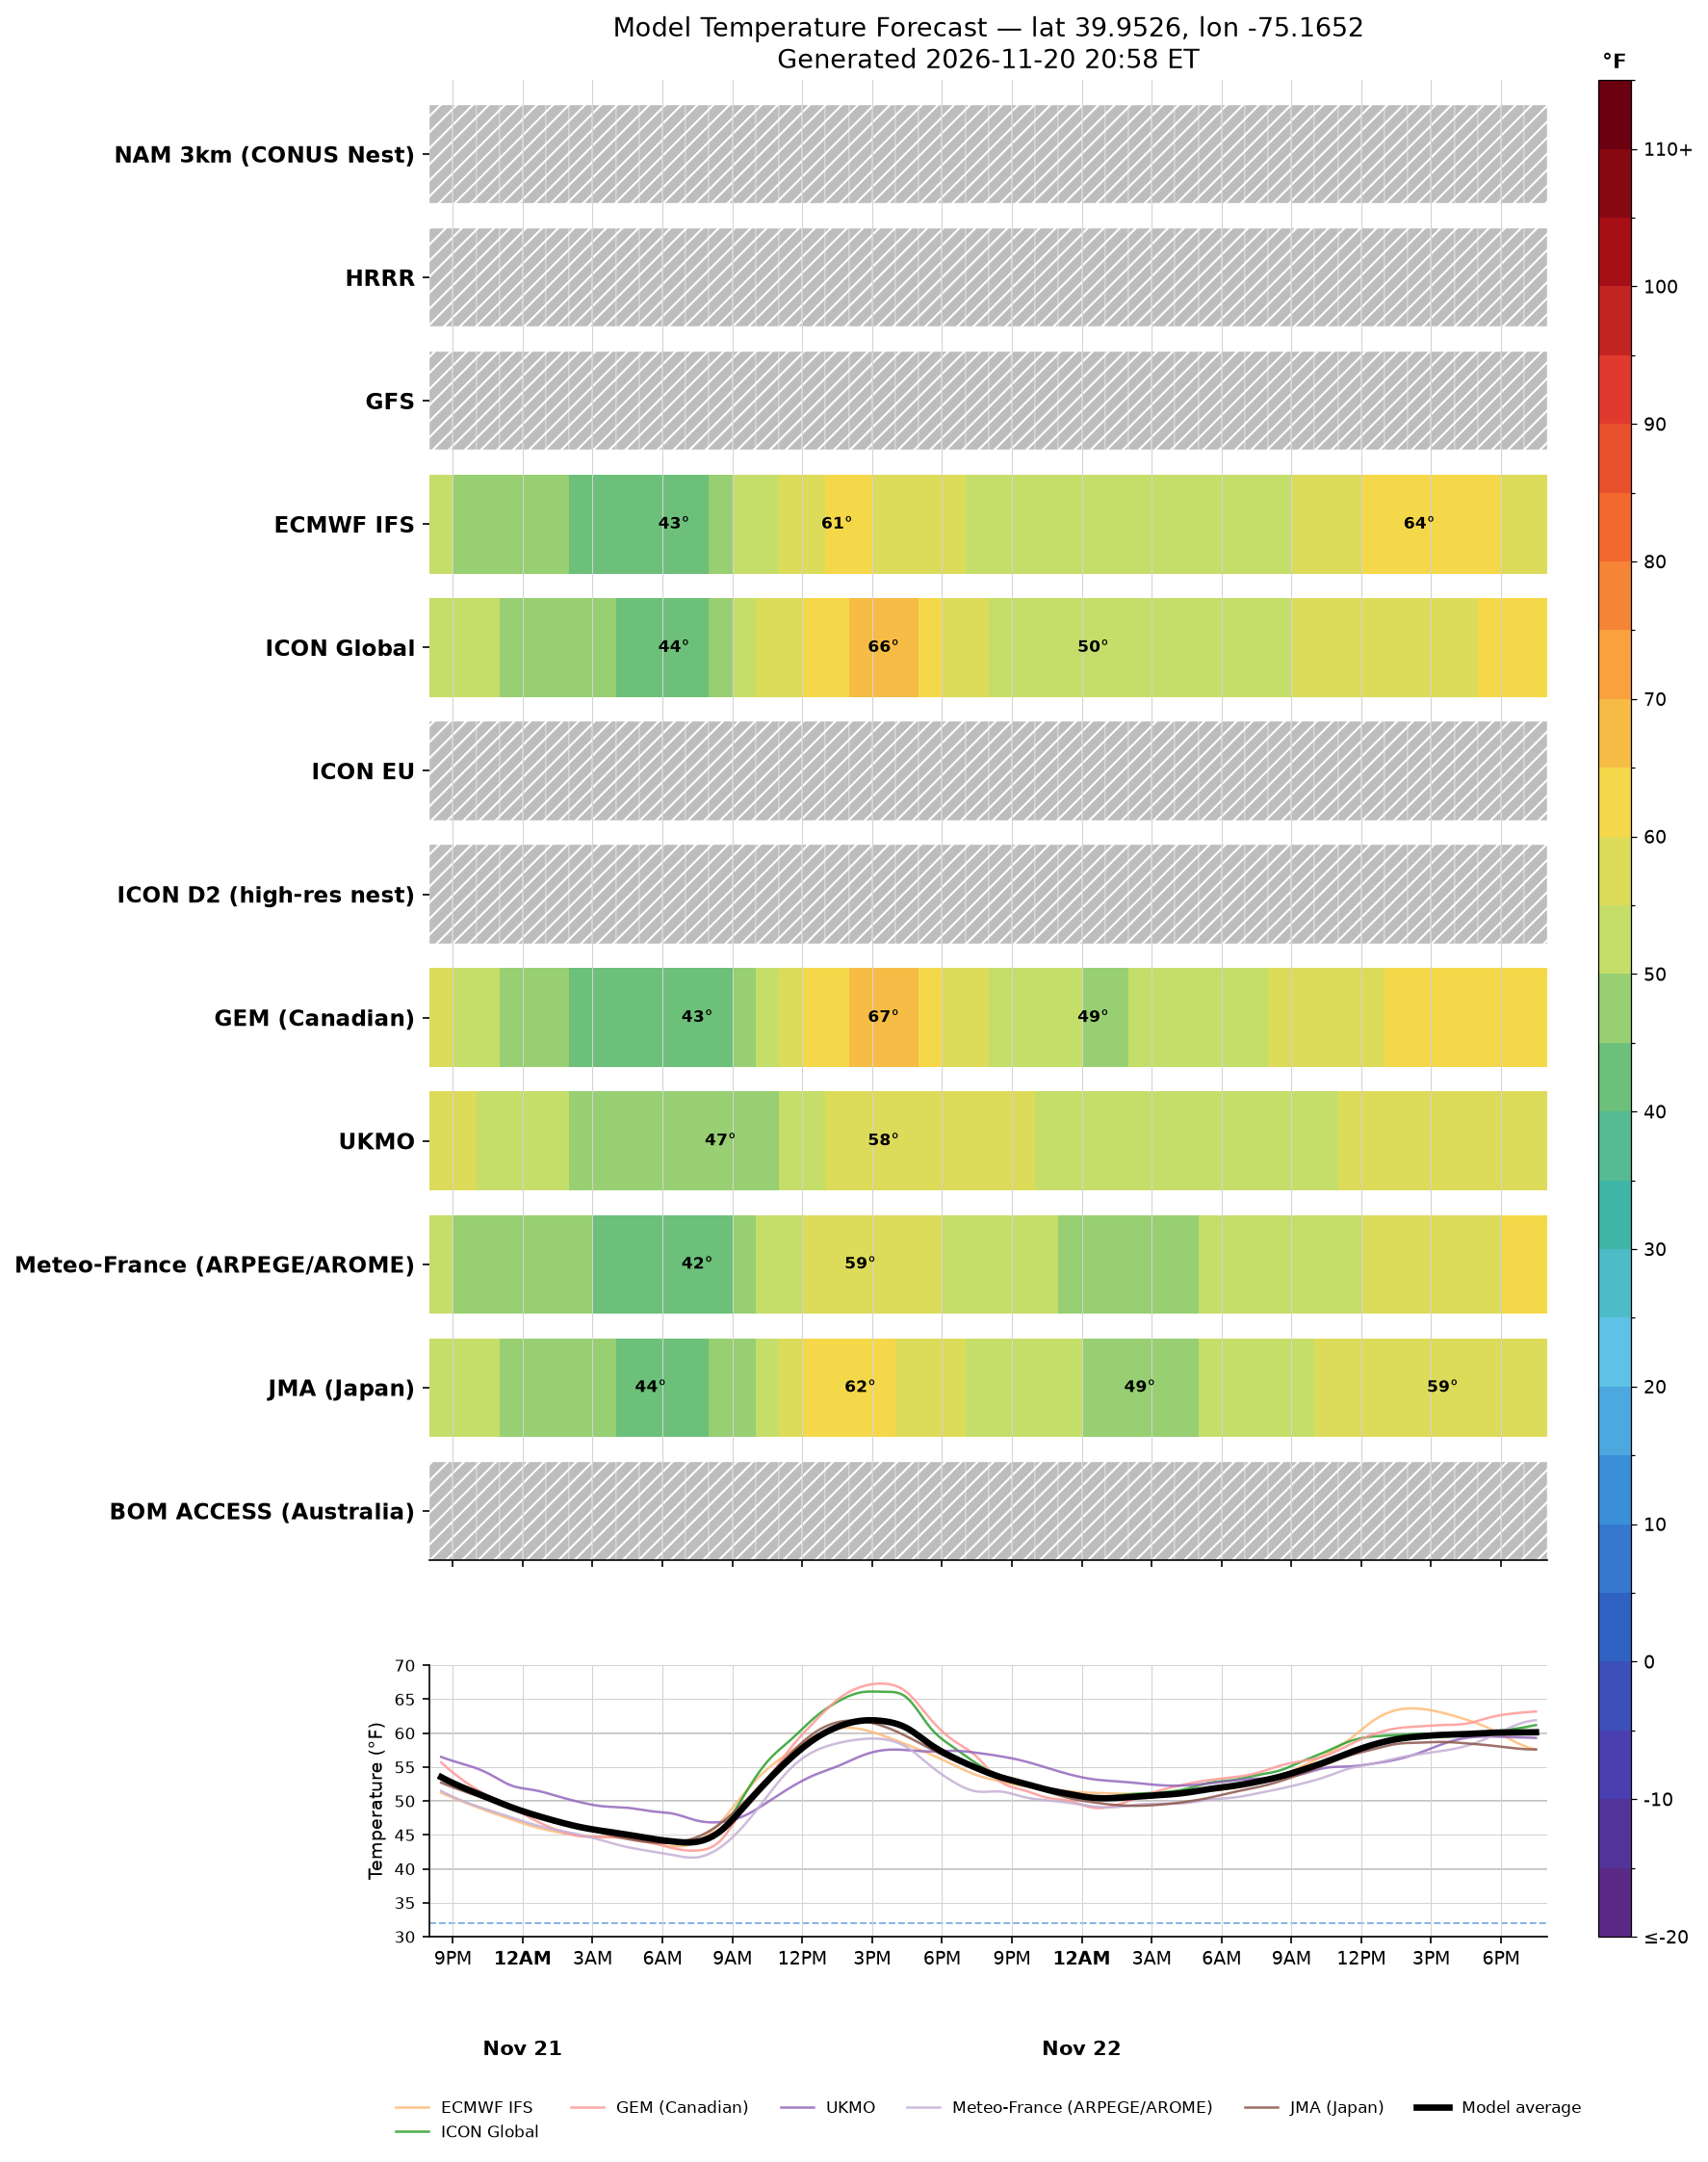 Model Temperature Forecast — lat 39.9526, lon -75.1652
Generated 2026-11-20 20:58 ET
°F
NAM 3km (CONUS Nest)
HRRR
GFS
ECMWF IFS
43° 61° 64°
ICON Global
44° 66° 50°
ICON EU
ICON D2 (high-res nest)
GEM (Canadian)
43° 67° 49°
UKMO
47° 58°
Meteo-France (ARPEGE/AROME)
42° 59°
JMA (Japan)
44° 62° 49° 59°
BOM ACCESS (Australia)
110+
100
90
80
70
60
50
40
30
20
10
0
-10
≤-20
Temperature (°F)
70
65
60
55
50
45
40
35
30
9PM 12AM 3AM 6AM 9AM 12PM 3PM 6PM 9PM 12AM 3AM 6AM 9AM 12PM 3PM 6PM
Nov 21 Nov 22
ECMWF IFS GEM (Canadian) UKMO Meteo-France (ARPEGE/AROME) JMA (Japan) Model average
ICON Global